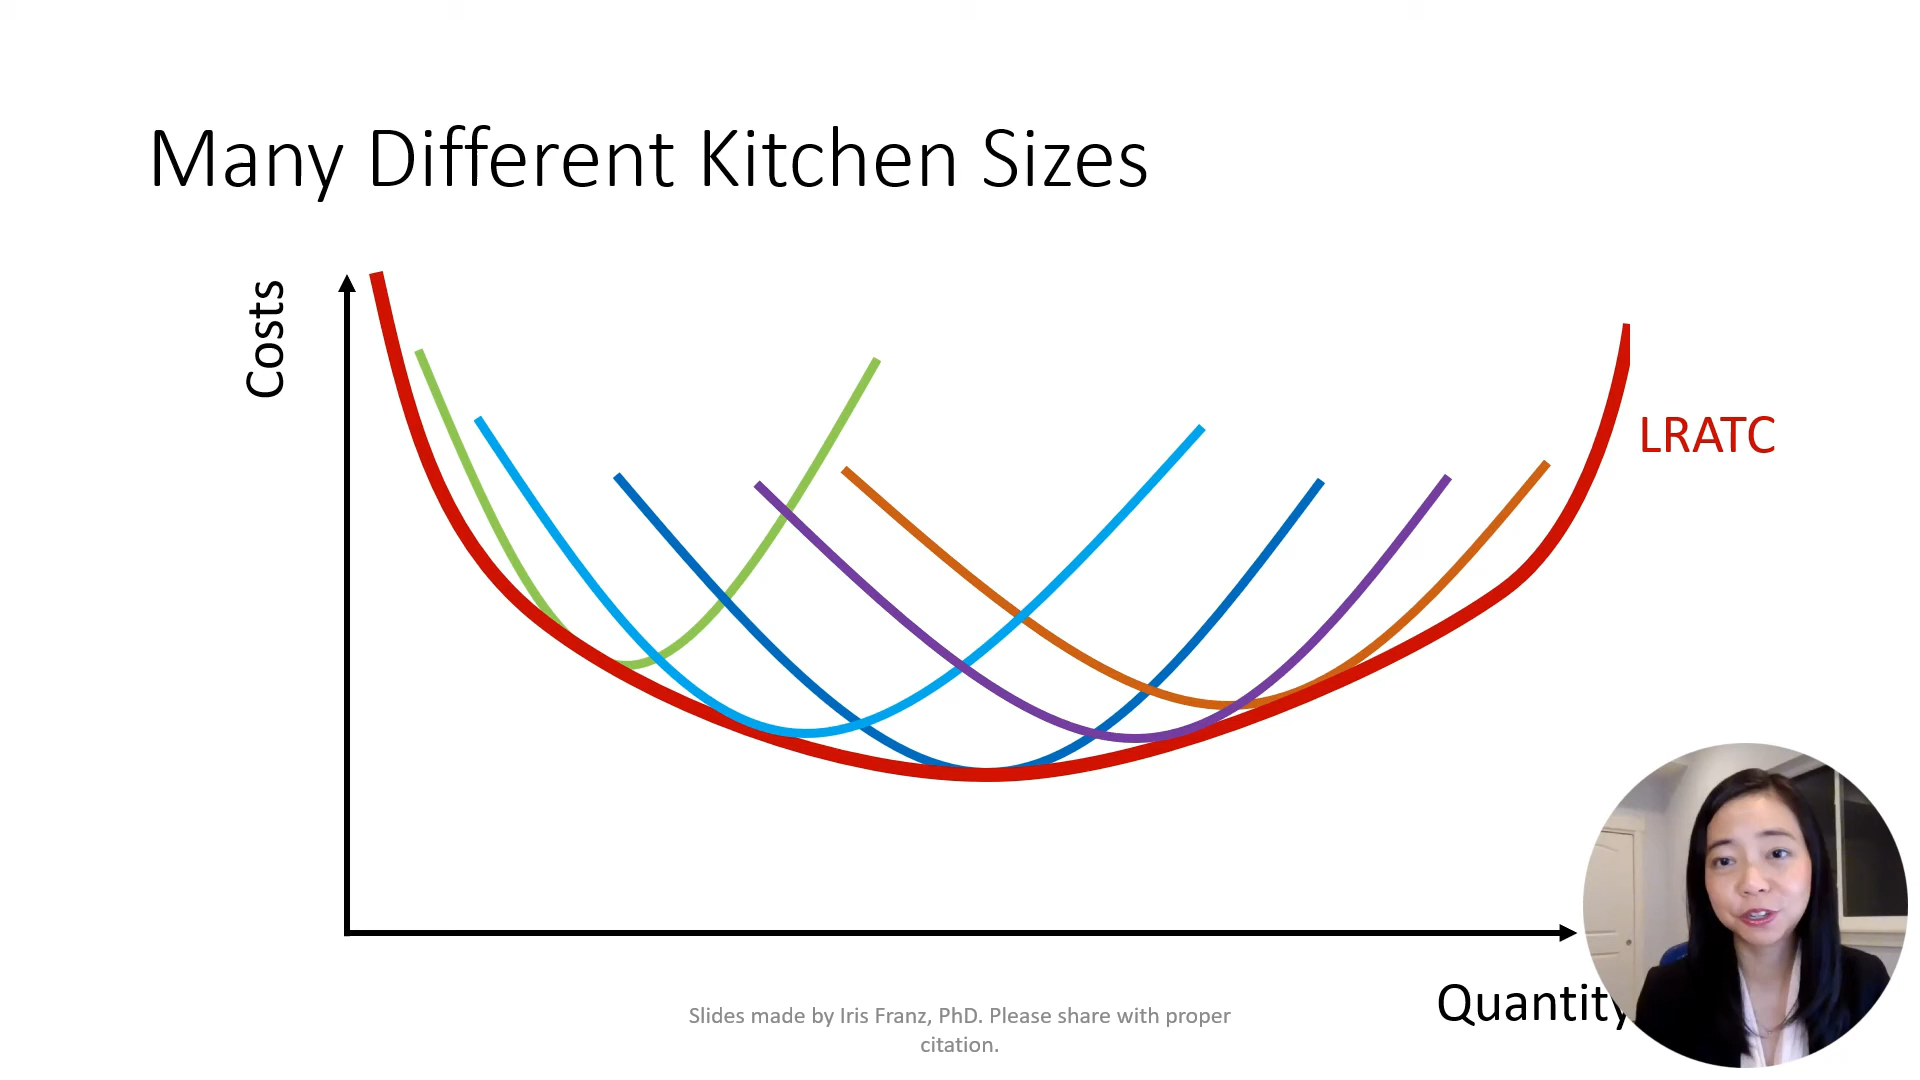 Many Different Kitchen Sizes
Costs
LRATC
Quantity
Slides made by Iris Franz, PhD. Please share with proper
citation.